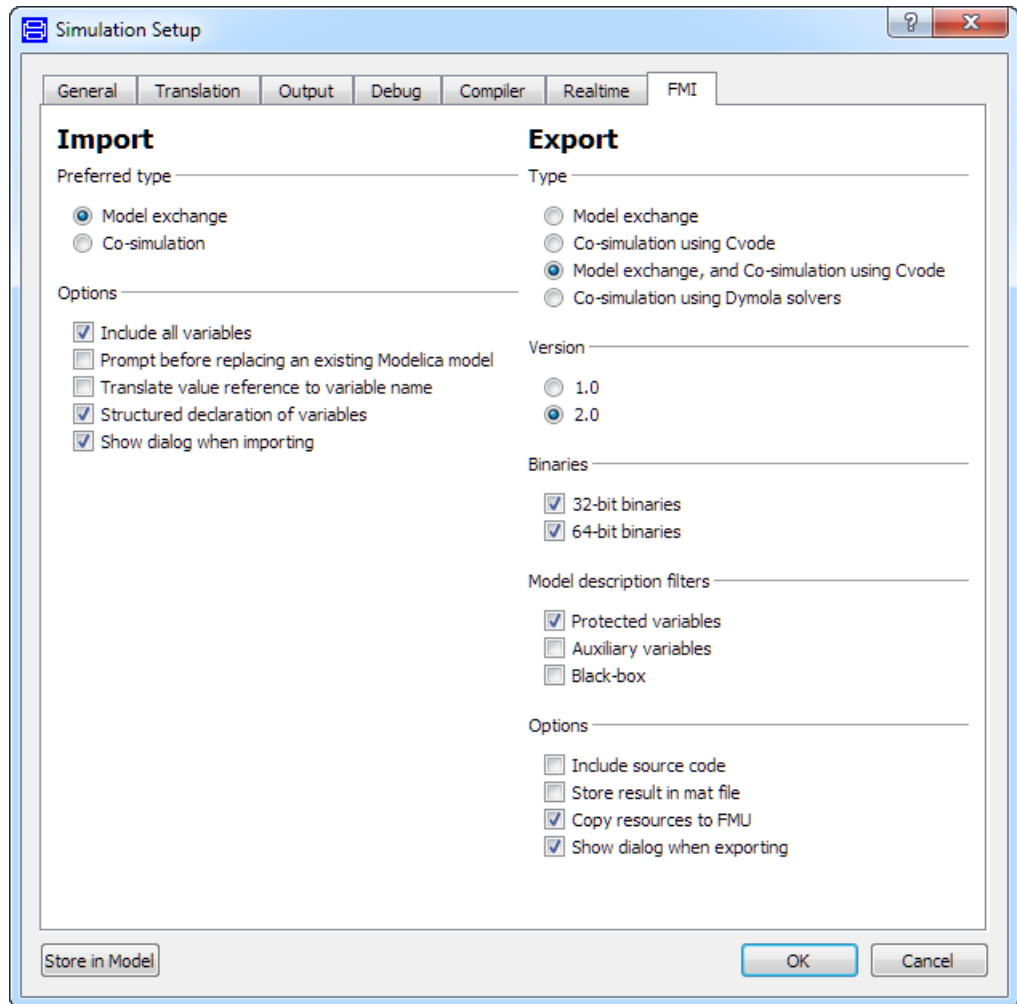 Simulation Setup
General Translation Output Debug Compiler Realtime FMI
Import
Preferred type
Model exchange
Co-simulation
Options
Include all variables
Prompt before replacing an existing Modelica model
Translate value reference to variable name
Structured declaration of variables
Show dialog when importing
Export
Type
Model exchange
Co-simulation using Cvode
Model exchange, and Co-simulation using Cvode
Co-simulation using Dymola solvers
Version
1.0
2.0
Binaries
32-bit binaries
64-bit binaries
Model description filters
Protected variables
Auxiliary variables
Black-box
Options
Include source code
Store result in mat file
Copy resources to FMU
Show dialog when exporting
Store in Model OK Cancel